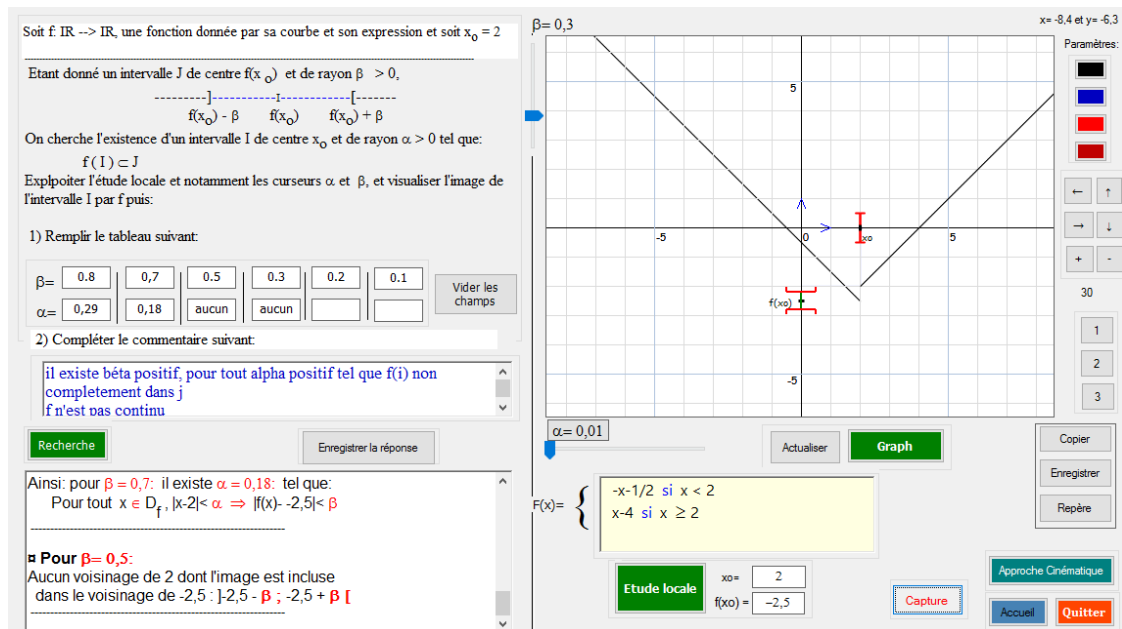 Soit f: IR --> IR, une fonction donnée par sa courbe et son expression et soit xo = 2
Etant donné un intervalle J de centre f(xo) et de rayon β > 0,
---------]-----------ɪ------------[-------
f(xo) - β f(xo) f(xo) + β
On cherche l'existence d'un intervalle I de centre xo et de rayon α > 0 tel que:
f ( I ) ⊂ J
Explpoiter l'étude locale et notamment les curseurs α et β, et visualiser l'image de
l'intervalle I par f puis:
1) Remplir le tableau suivant:
β= 0.8 0,7 0.5 0.3 0.2 0.1
α= 0,29 0,18 aucun aucun
Vider les
champs
2) Compléter le commentaire suivant:
il existe béta positif, pour tout alpha positif tel que f(i) non
completement dans j
f n'est pas continu
Recherche
Enregistrer la réponse
Ainsi: pour β = 0,7: il existe α = 0,18: tel que:
Pour tout x ∈ Df , |x-2|< α ⇒ |f(x)- -2,5|< β
¤ Pour β= 0,5:
Aucun voisinage de 2 dont l'image est incluse
dans le voisinage de -2,5 : ]-2,5 - β ; -2,5 + β [
β= 0,3
x= -8,4 et y= -6,3
5
-5
0
xo
5
f(xo)
-5
Paramètres:
←
↑
→
↓
+
-
30
1
2
3
α= 0,01
Actualiser
Graph
Copier
Enregistrer
Repère
F(x)= {
-x-1/2 si x < 2
x-4 si x ≥ 2
Etude locale
xo= 2
f(xo) = −2,5
Capture
Approche Cinématique
Accueil
Quitter